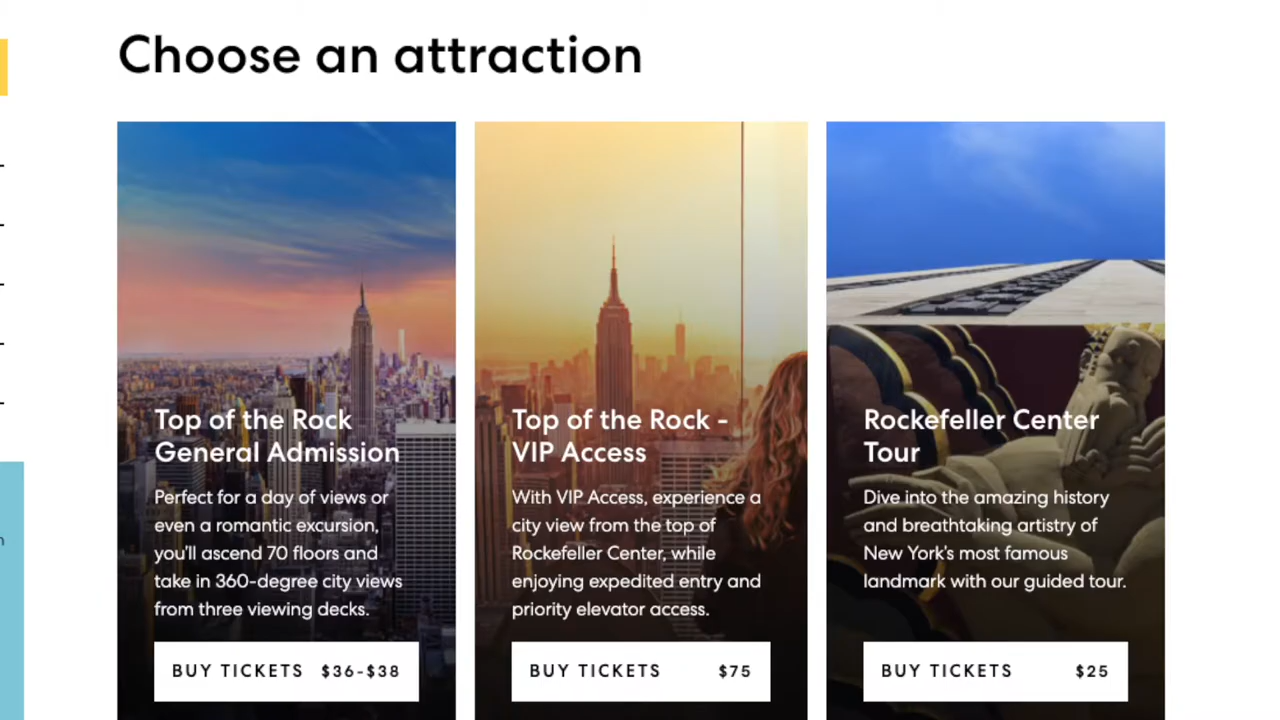 Choose an attraction
Top of the Rock
General Admission
Perfect for a day of views or
even a romantic excursion,
you'll ascend 70 floors and
take in 360-degree city views
from three viewing decks.
BUY TICKETS $36-$38
Top of the Rock -
VIP Access
With VIP Access, experience a
city view from the top of
Rockefeller Center, while
enjoying expedited entry and
priority elevator access.
BUY TICKETS $75
Rockefeller Center
Tour
Dive into the amazing history
and breathtaking artistry of
New York's most famous
landmark with our guided tour.
BUY TICKETS $25